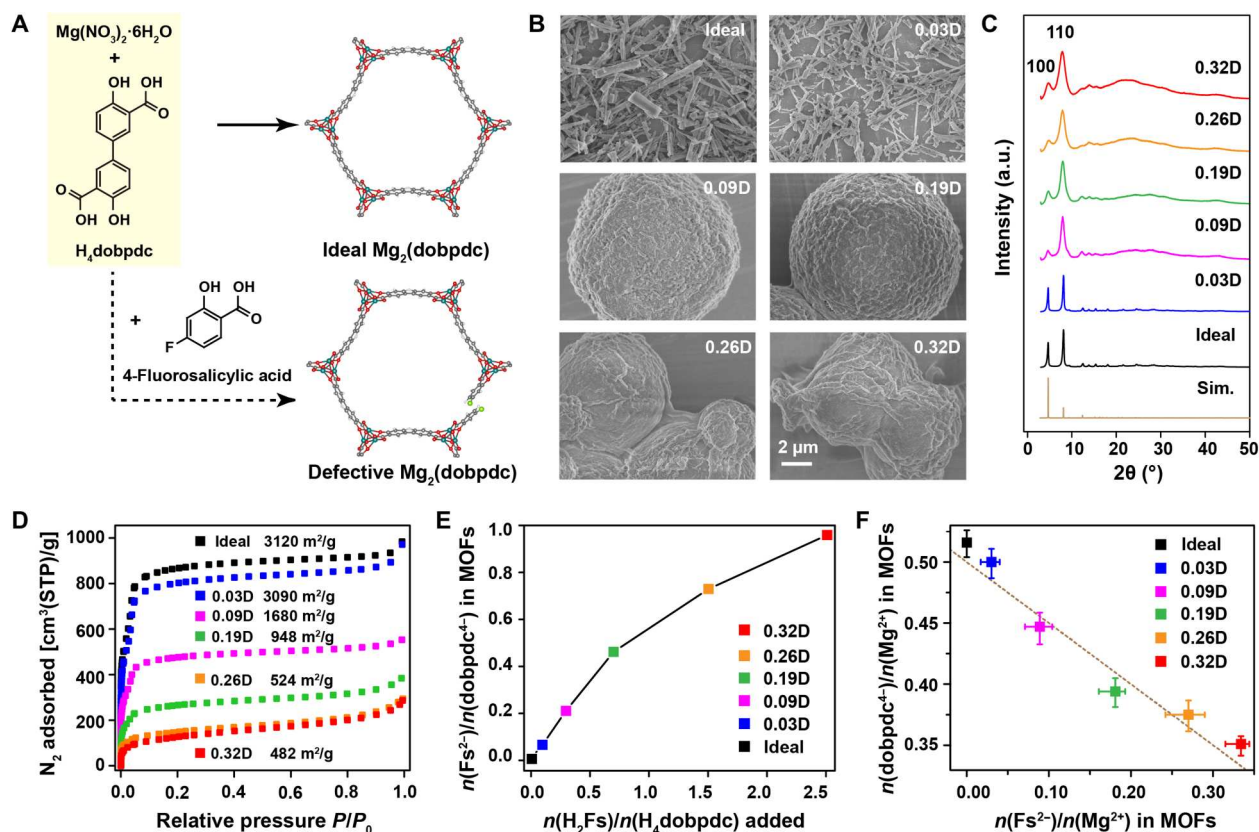 A
Mg(NO₃)₂·6H₂O
+
OH
OH
O
O
OH
OH
H₄dobpdc
Ideal Mg₂(dobpdc)
+
OH
OH
O
F
4-Fluorosalicylic acid
Defective Mg₂(dobpdc)
B
Ideal
0.03D
0.09D
0.19D
0.26D
0.32D
2 µm
C
110
100
0.32D
0.26D
0.19D
0.09D
0.03D
Ideal
Sim.
Intensity (a.u.)
0 10 20 30 40 50
2θ (°)
D
N₂ adsorbed [cm³(STP)/g]
1000
800
600
400
200
0
Ideal 3120 m²/g
0.03D 3090 m²/g
0.09D 1680 m²/g
0.19D 948 m²/g
0.26D 524 m²/g
0.32D 482 m²/g
0.0 0.2 0.4 0.6 0.8 1.0
Relative pressure P/P₀
E
n(Fs²⁻)/n(dobpdc⁴⁻) in MOFs
1.0
0.8
0.6
0.4
0.2
0.0
0.32D
0.26D
0.19D
0.09D
0.03D
Ideal
0.0 0.5 1.0 1.5 2.0 2.5
n(H₂Fs)/n(H₄dobpdc) added
F
n(dobpdc⁴⁻)/n(Mg²⁺) in MOFs
0.50
0.45
0.40
0.35
Ideal
0.03D
0.09D
0.19D
0.26D
0.32D
0.00 0.10 0.20 0.30
n(Fs²⁻)/n(Mg²⁺) in MOFs